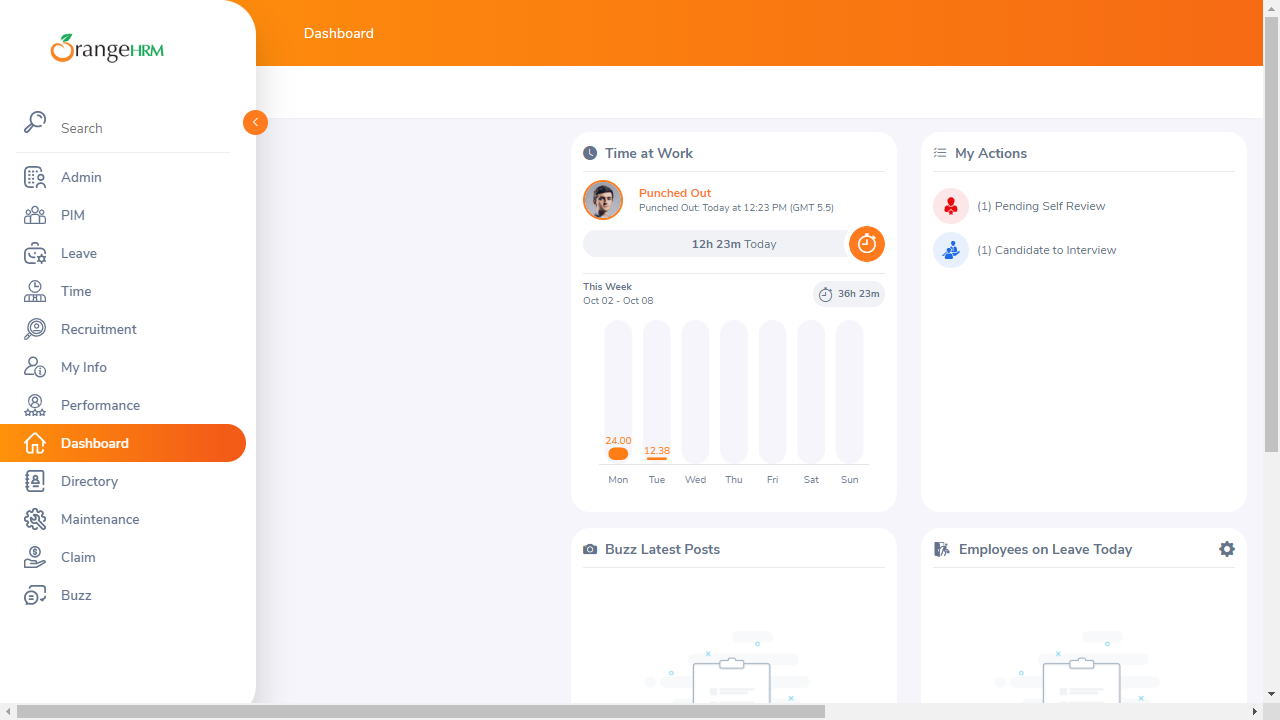 OrangeHRM
Dashboard
Search
Admin
PIM
Leave
Time
Recruitment
My Info
Performance
Dashboard
Directory
Maintenance
Claim
Buzz
Time at Work
Punched Out
Punched Out: Today at 12:23 PM (GMT 5.5)
12h 23m Today
This Week
Oct 02 - Oct 08
36h 23m
24.00
12.38
Mon Tue Wed Thu Fri Sat Sun
My Actions
(1) Pending Self Review
(1) Candidate to Interview
Buzz Latest Posts
Employees on Leave Today